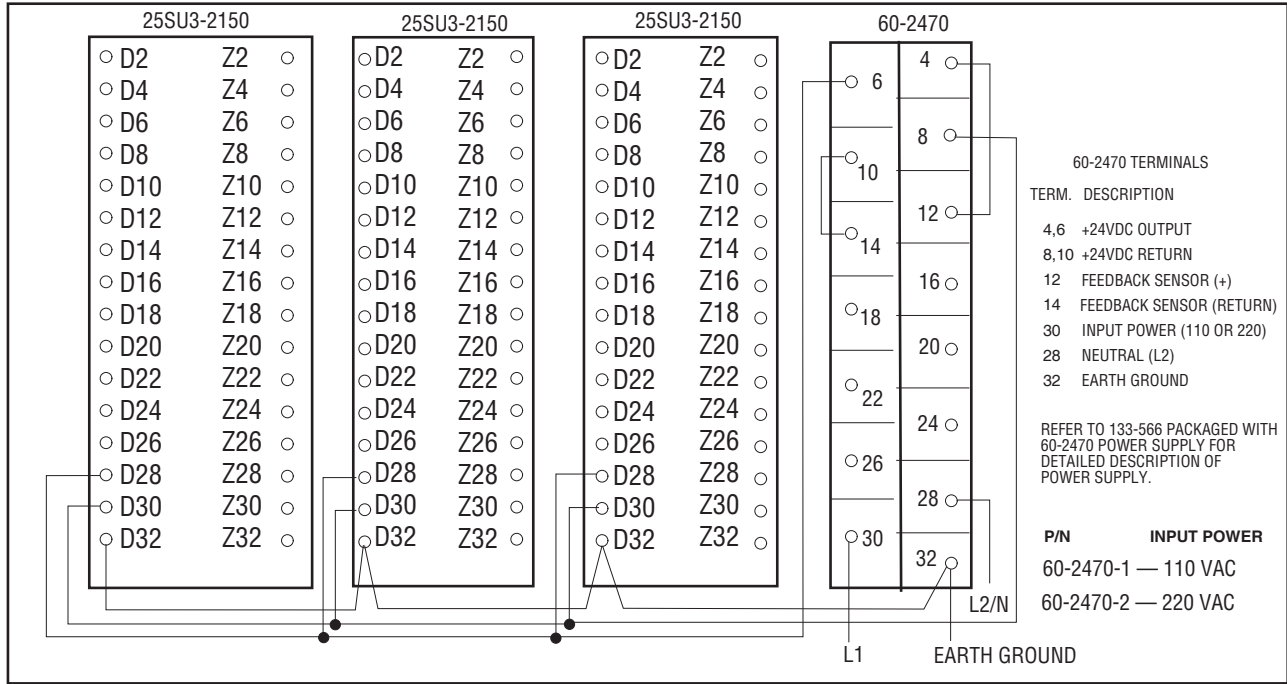 25SU3-2150 25SU3-2150 25SU3-2150 60-2470
D2 Z2
D4 Z4
D6 Z6
D8 Z8
D10 Z10
D12 Z12
D14 Z14
D16 Z16
D18 Z18
D20 Z20
D22 Z22
D24 Z24
D26 Z26
D28 Z28
D30 Z30
D32 Z32
D2 Z2
D4 Z4
D6 Z6
D8 Z8
D10 Z10
D12 Z12
D14 Z14
D16 Z16
D18 Z18
D20 Z20
D22 Z22
D24 Z24
D26 Z26
D28 Z28
D30 Z30
D32 Z32
D2 Z2
D4 Z4
D6 Z6
D8 Z8
D10 Z10
D12 Z12
D14 Z14
D16 Z16
D18 Z18
D20 Z20
D22 Z22
D24 Z24
D26 Z26
D28 Z28
D30 Z30
D32 Z32
4
6
8
10
12
14
16
18
20
22
24
26
28
30
32
L2/N
L1
EARTH GROUND
60-2470 TERMINALS
TERM. DESCRIPTION
4,6 +24VDC OUTPUT
8,10 +24VDC RETURN
12 FEEDBACK SENSOR (+)
14 FEEDBACK SENSOR (RETURN)
30 INPUT POWER (110 OR 220)
28 NEUTRAL (L2)
32 EARTH GROUND
REFER TO 133-566 PACKAGED WITH
60-2470 POWER SUPPLY FOR
DETAILED DESCRIPTION OF
POWER SUPPLY.
P/N INPUT POWER
60-2470-1 — 110 VAC
60-2470-2 — 220 VAC